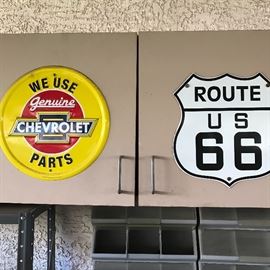 WE USE
Genuine
CHEVROLET
PARTS
ROUTE
US
66